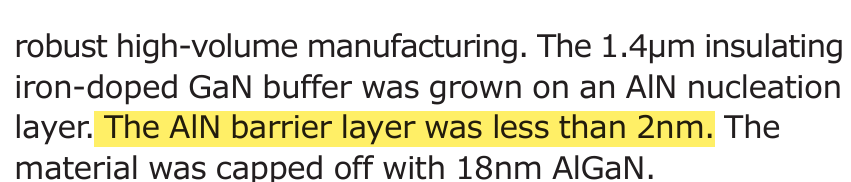 robust high-volume manufacturing. The 1.4μm insulating
iron-doped GaN buffer was grown on an AlN nucleation
layer. The AlN barrier layer was less than 2nm. The
material was capped off with 18nm AlGaN.